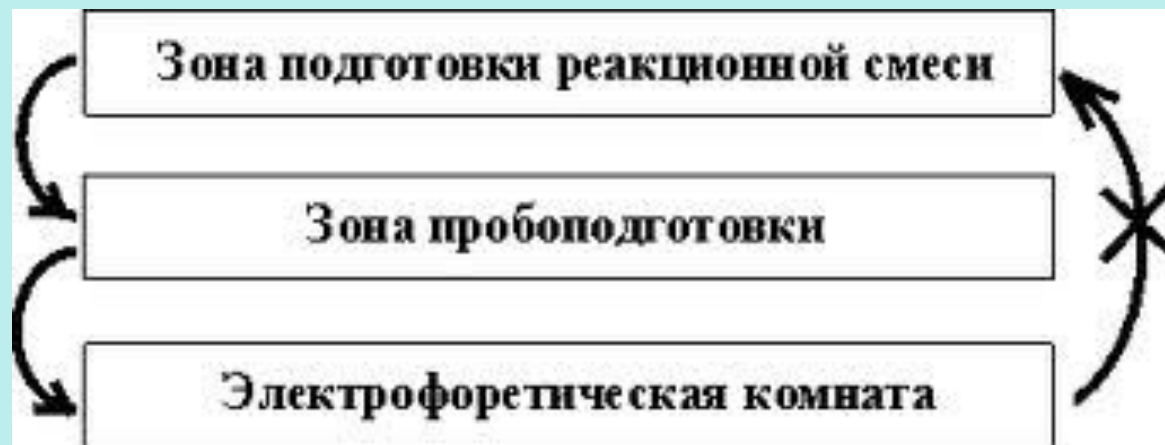 Зона подготовки реакционной смеси
Зона пробоподготовки
Электрофоретическая комната